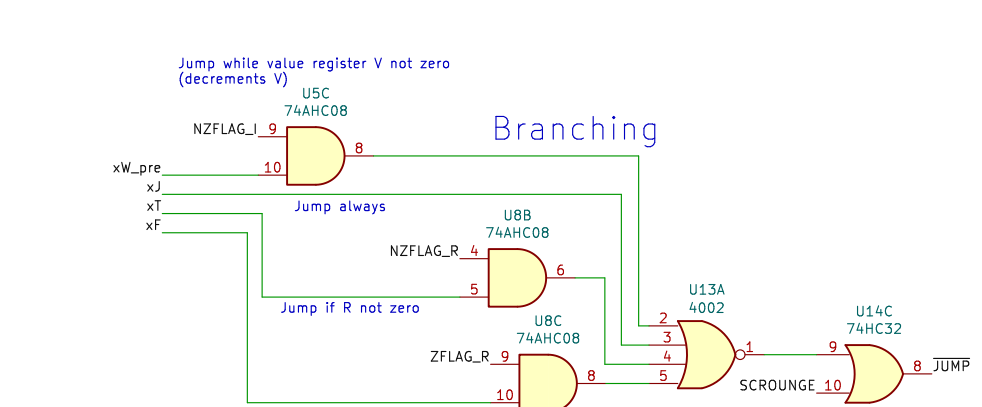 Jump while value register V not zero
(decrements V)
U5C
74AHC08
Branching
NZFLAG_I 9
8
xW_pre 10
xJ
xT Jump always
xF
U8B
74AHC08
NZFLAG_R 4
6
5
Jump if R not zero
U13A
4002
U8C
74AHC08
U14C
74HC32
2
3
1
9
ZFLAG_R 9
4
8
JUMP
8
5
SCROUNGE 10
10